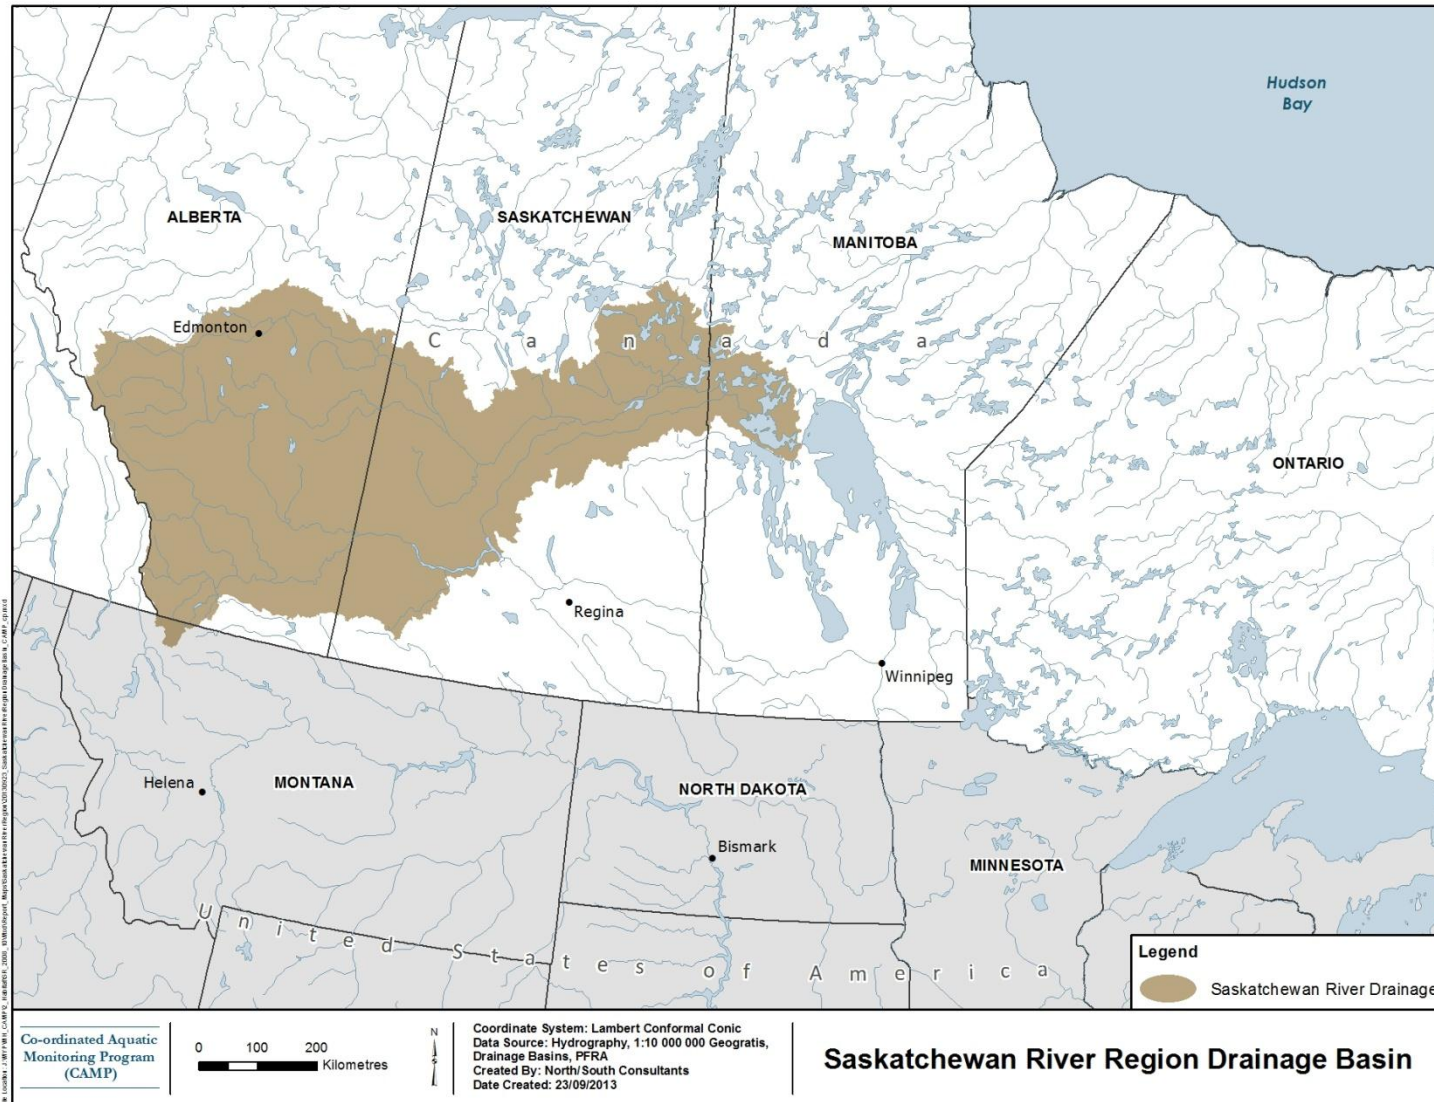 Hudson
Bay
ALBERTA
SASKATCHEWAN
MANITOBA
Edmonton
C a n a d a
ONTARIO
Regina
Winnipeg
Helena
MONTANA
NORTH DAKOTA
Bismark
MINNESOTA
United States of America
Legend
Saskatchewan River Drainage
Co-ordinated Aquatic
Monitoring Program
(CAMP)
0 100 200
Kilometres
N
Coordinate System: Lambert Conformal Conic
Data Source: Hydrography, 1:10 000 000 Geogratis,
Drainage Basins, PFRA
Created By: North/South Consultants
Date Created: 23/09/2013
Saskatchewan River Region Drainage Basin